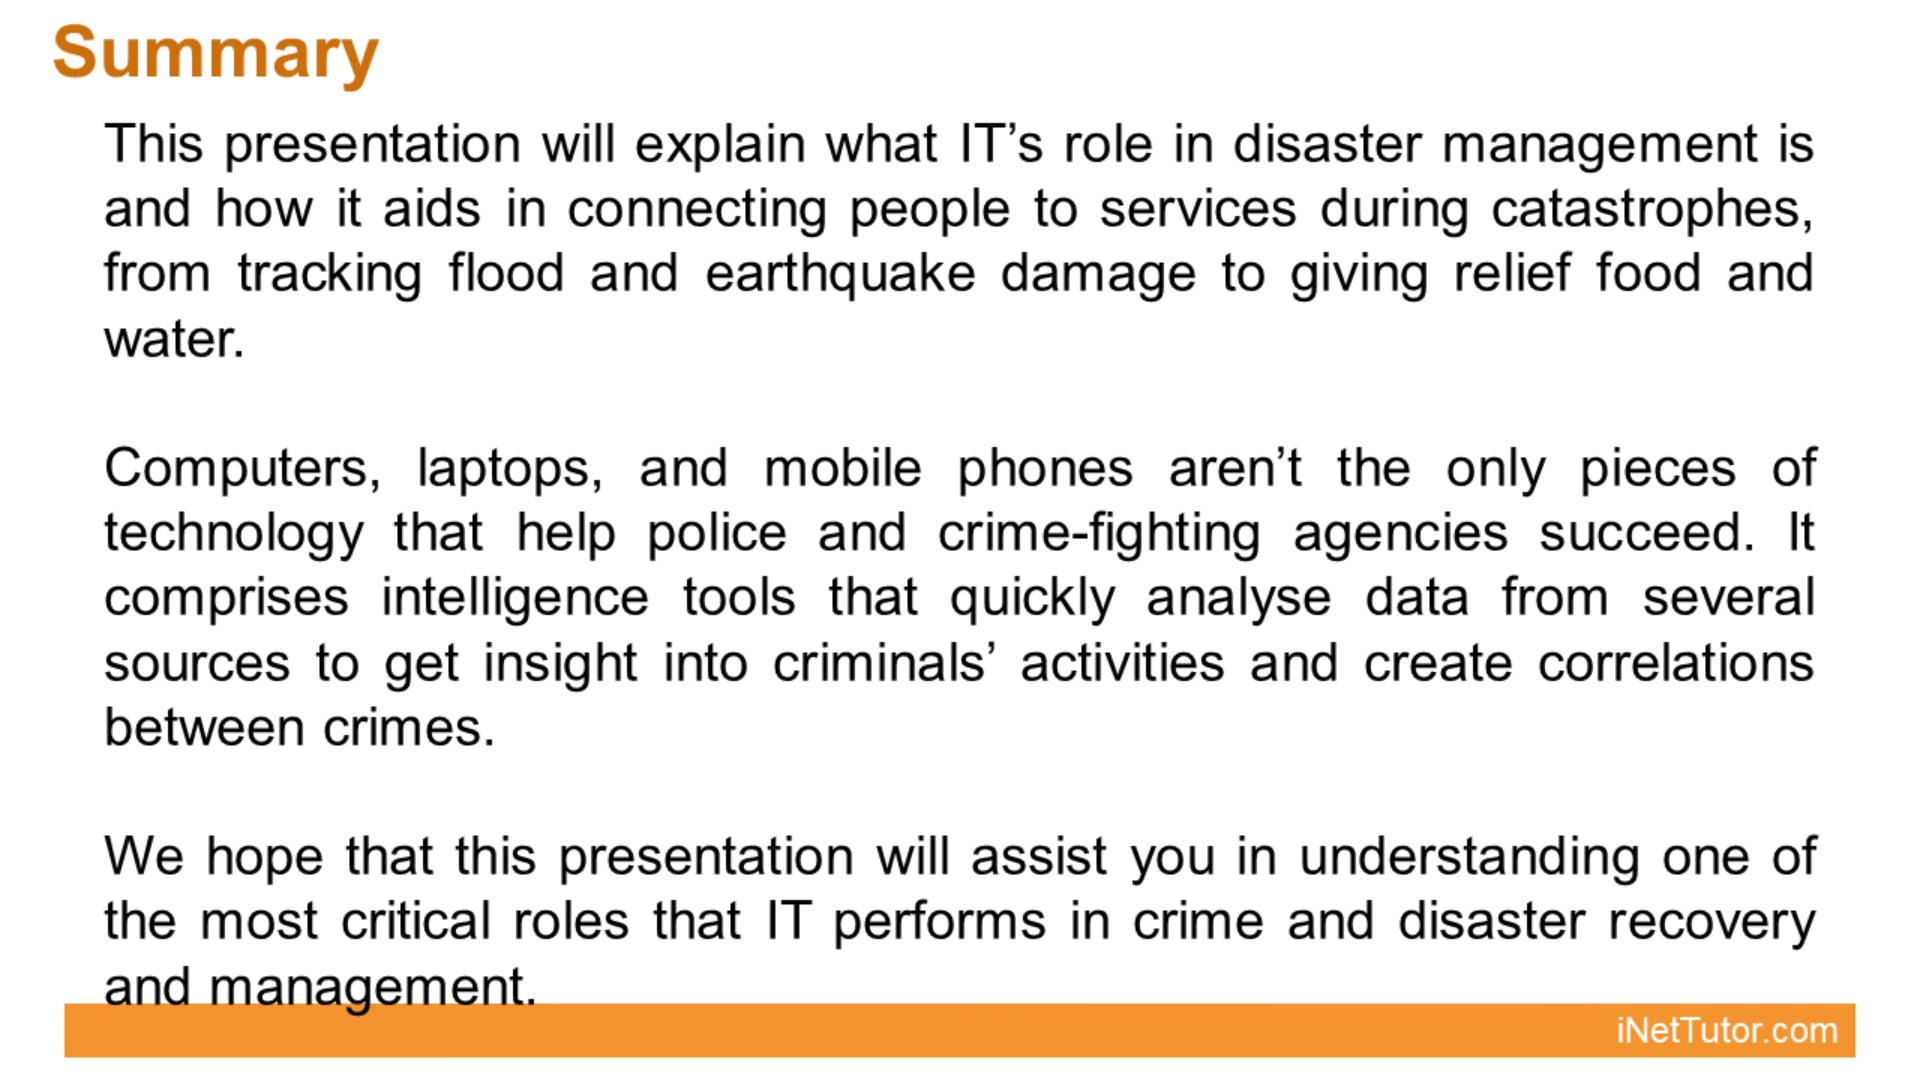 Summary
This presentation will explain what IT’s role in disaster management is
and how it aids in connecting people to services during catastrophes,
from tracking flood and earthquake damage to giving relief food and
water.
Computers, laptops, and mobile phones aren’t the only pieces of
technology that help police and crime-fighting agencies succeed. It
comprises intelligence tools that quickly analyse data from several
sources to get insight into criminals’ activities and create correlations
between crimes.
We hope that this presentation will assist you in understanding one of
the most critical roles that IT performs in crime and disaster recovery
and management.
iNetTutor.com